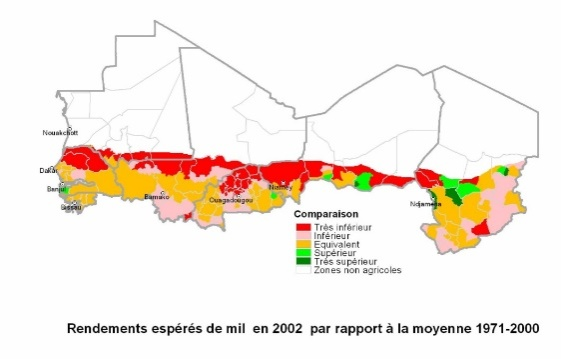 Nouakchott
Dakar
Banjul
Bissau
Bamako
Ouagadougou
Niamey
Ndjamena
Comparaison
Très inférieur
Inférieur
Equivalent
Supérieur
Très supérieur
Zones non agricoles
Rendements espérés de mil en 2002 par rapport à la moyenne 1971-2000